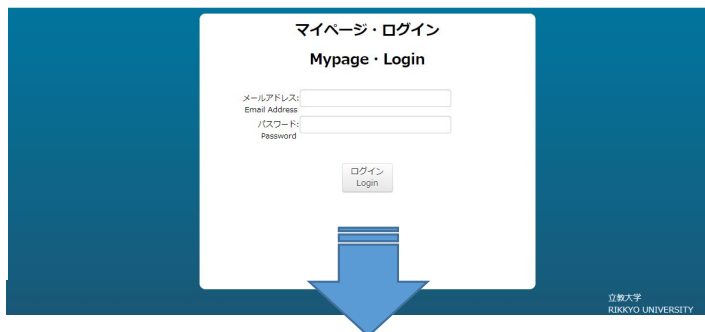 マイページ・ログイン
Mypage・Login
メールアドレス:
Email Address
パスワード:
Password
ログイン
Login
立教大学
RIKKYO UNIVERSITY